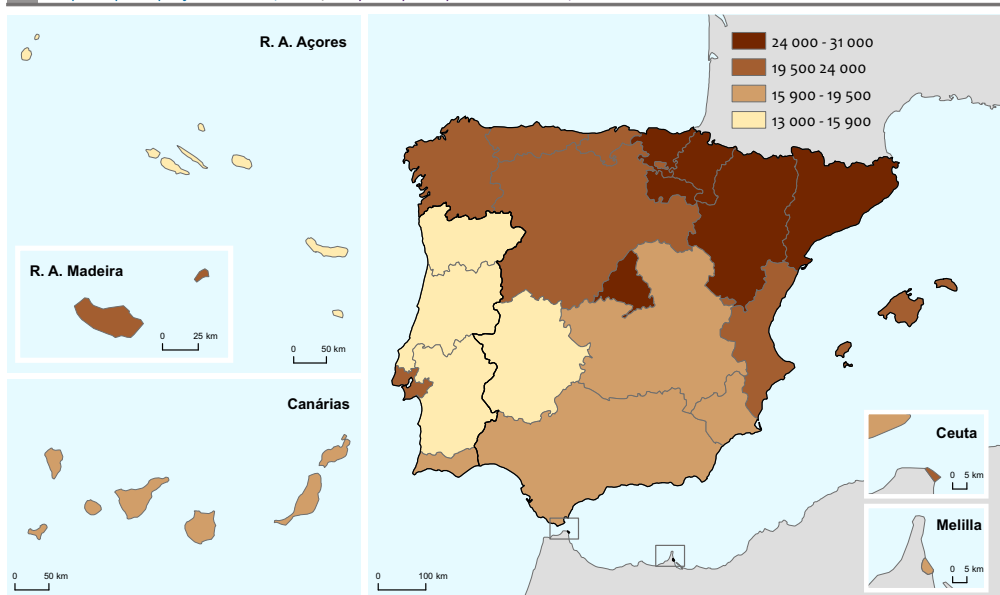 R. A. Açores
24 000 - 31 000
19 500 24 000
15 900 - 19 500
13 000 - 15 900
R. A. Madeira
0 25 km
0 50 km
Canárias
0 50 km
0 100 km
Ceuta
0 5 km
Melilla
0 5 km